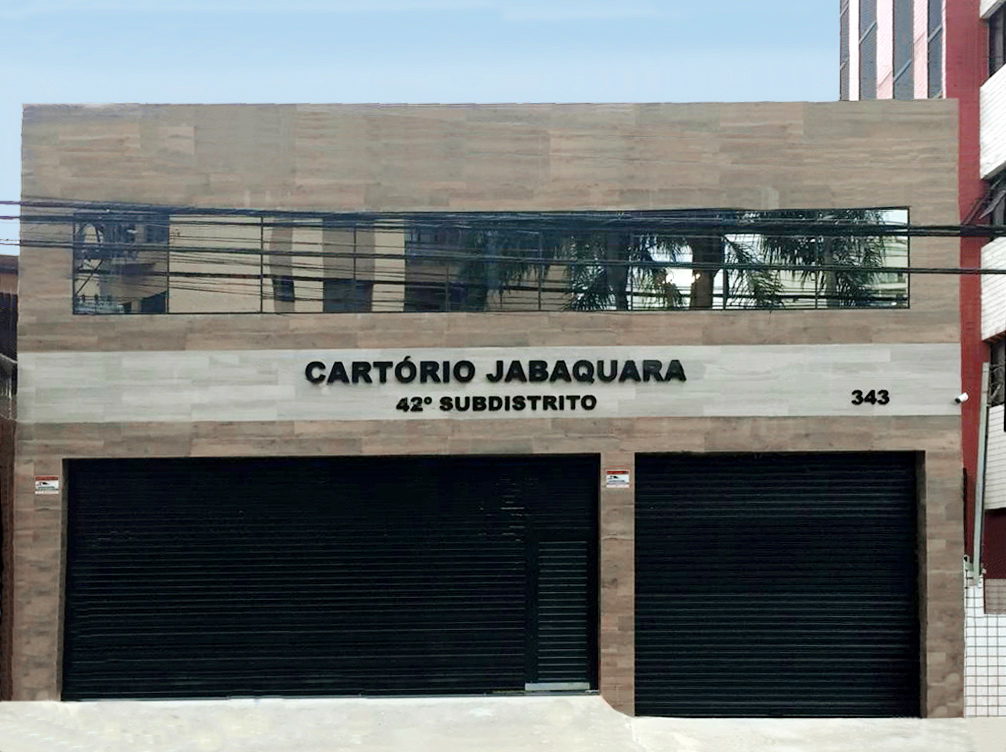 CARTÓRIO JABAQUARA
42º SUBDISTRITO
343